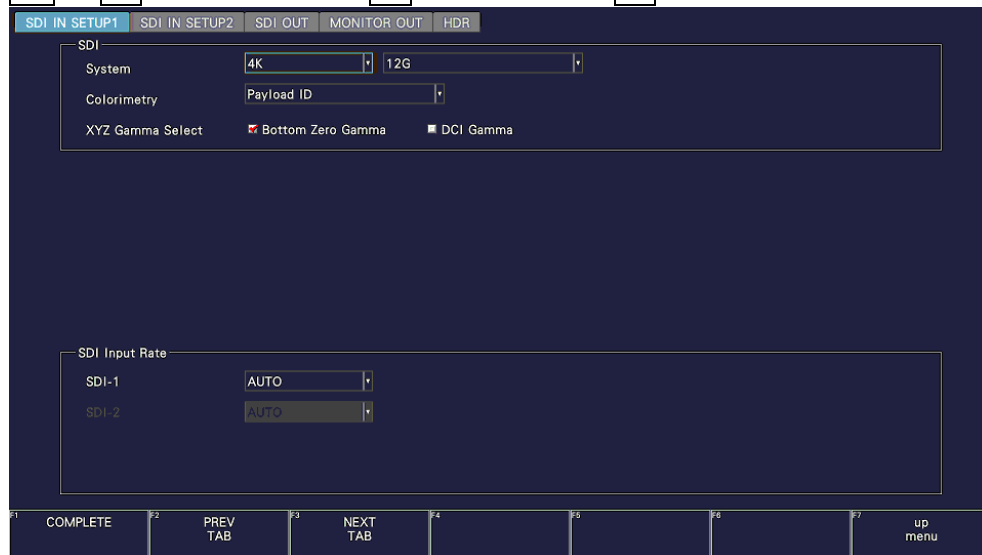 SDI IN SETUP1 SDI IN SETUP2 SDI OUT MONITOR OUT HDR
SDI
System 4K 12G
Colorimetry Payload ID
XYZ Gamma Select Bottom Zero Gamma DCI Gamma
SDI Input Rate
SDI-1 AUTO
SDI-2 AUTO
F1 COMPLETE F2 PREV TAB F3 NEXT TAB F4 F5 F6 F7 up menu